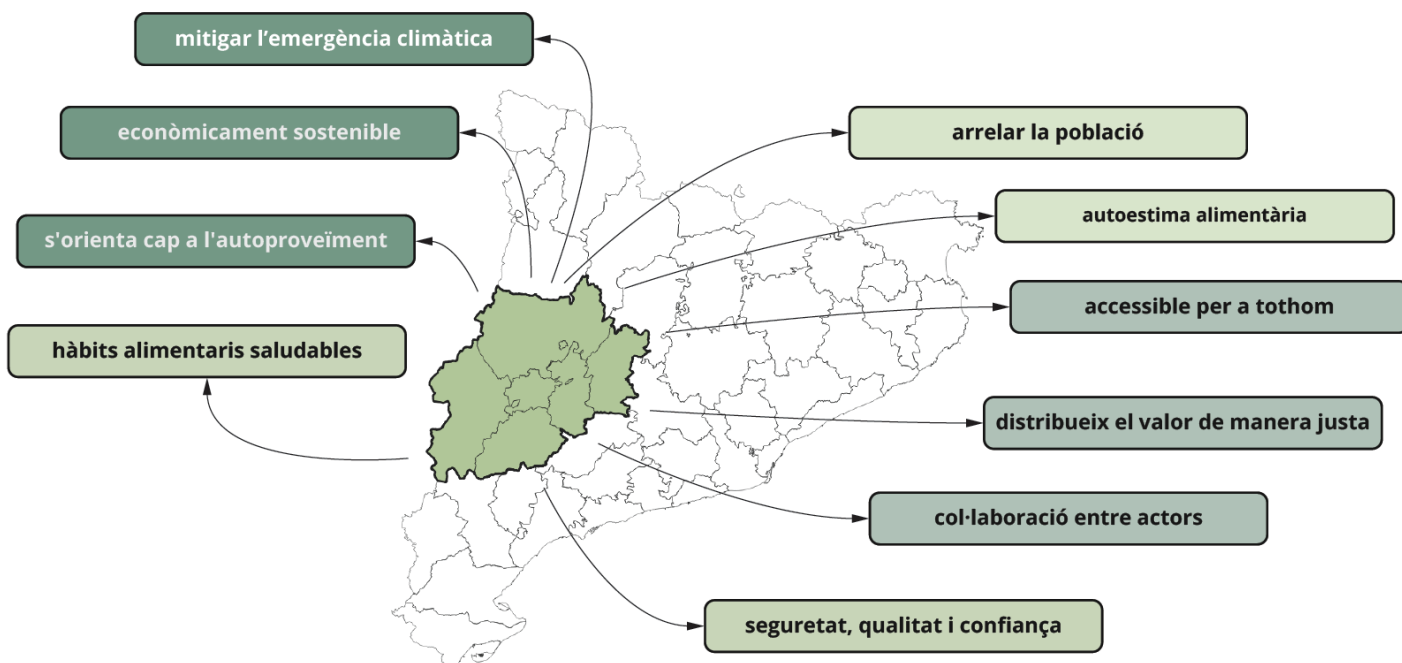 mitigar l'emergència climàtica
econòmicament sostenible
arrelar la població
autoestima alimentària
s'orienta cap a l'autoproveïment
accessible per a tothom
hàbits alimentaris saludables
distribueix el valor de manera justa
col·laboració entre actors
seguretat, qualitat i confiança